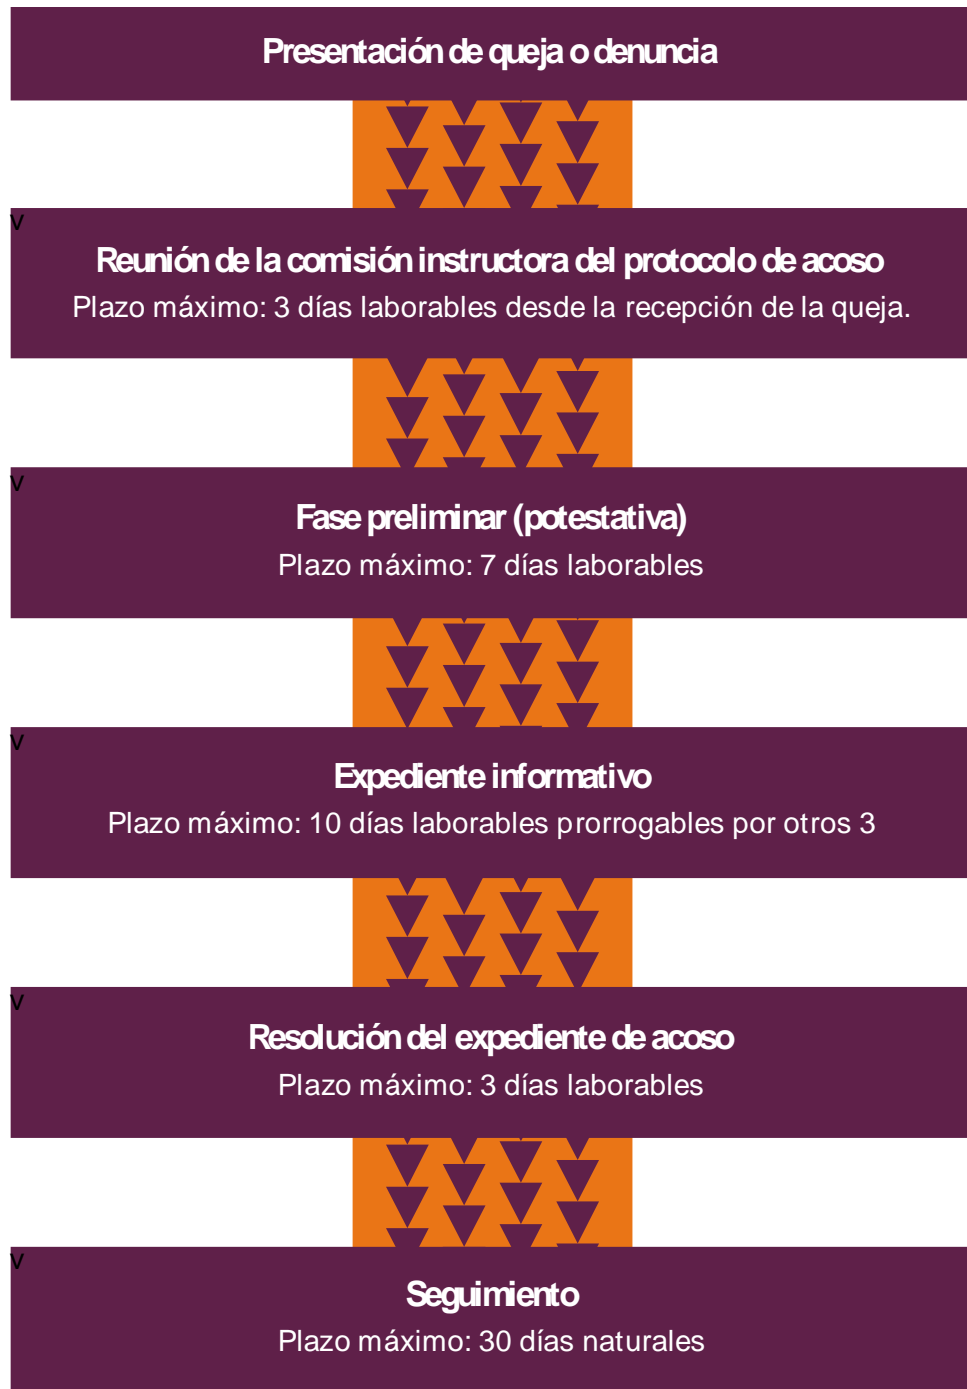 Presentación de queja o denuncia
v
Reunión de la comisión instructora del protocolo de acoso
Plazo máximo: 3 días laborables desde la recepción de la queja.
v
Fase preliminar (potestativa)
Plazo máximo: 7 días laborables
v
Expediente informativo
Plazo máximo: 10 días laborables prorrogables por otros 3
v
Resolución del expediente de acoso
Plazo máximo: 3 días laborables
v
Seguimiento
Plazo máximo: 30 días naturales